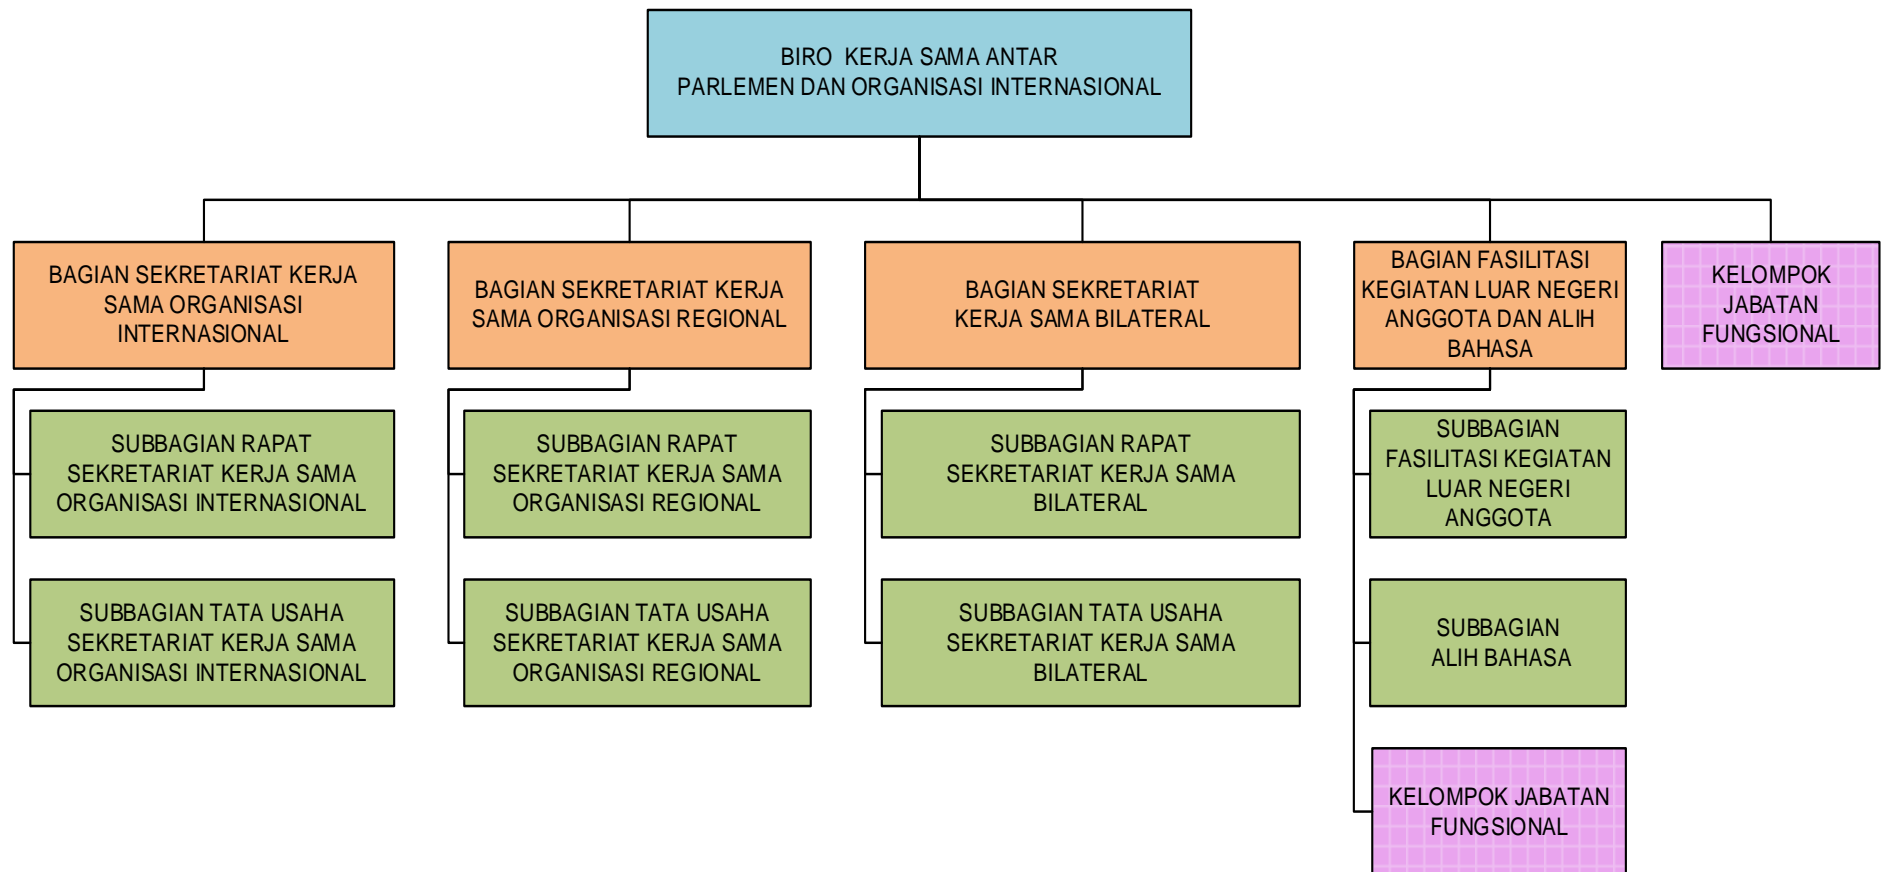 BIRO KERJA SAMA ANTAR
PARLEMEN DAN ORGANISASI INTERNASIONAL
BAGIAN SEKRETARIAT KERJA
SAMA ORGANISASI
INTERNASIONAL
BAGIAN SEKRETARIAT KERJA
SAMA ORGANISASI REGIONAL
BAGIAN SEKRETARIAT
KERJA SAMA BILATERAL
BAGIAN FASILITASI
KEGIATAN LUAR NEGERI
ANGGOTA DAN ALIH
BAHASA
KELOMPOK
JABATAN
FUNGSIONAL
SUBBAGIAN RAPAT
SEKRETARIAT KERJA SAMA
ORGANISASI INTERNASIONAL
SUBBAGIAN RAPAT
SEKRETARIAT KERJA SAMA
ORGANISASI REGIONAL
SUBBAGIAN RAPAT
SEKRETARIAT KERJA SAMA
BILATERAL
SUBBAGIAN
FASILITASI KEGIATAN
LUAR NEGERI
ANGGOTA
SUBBAGIAN TATA USAHA
SEKRETARIAT KERJA SAMA
ORGANISASI INTERNASIONAL
SUBBAGIAN TATA USAHA
SEKRETARIAT KERJA SAMA
ORGANISASI REGIONAL
SUBBAGIAN TATA USAHA
SEKRETARIAT KERJA SAMA
BILATERAL
SUBBAGIAN
ALIH BAHASA
KELOMPOK JABATAN
FUNGSIONAL